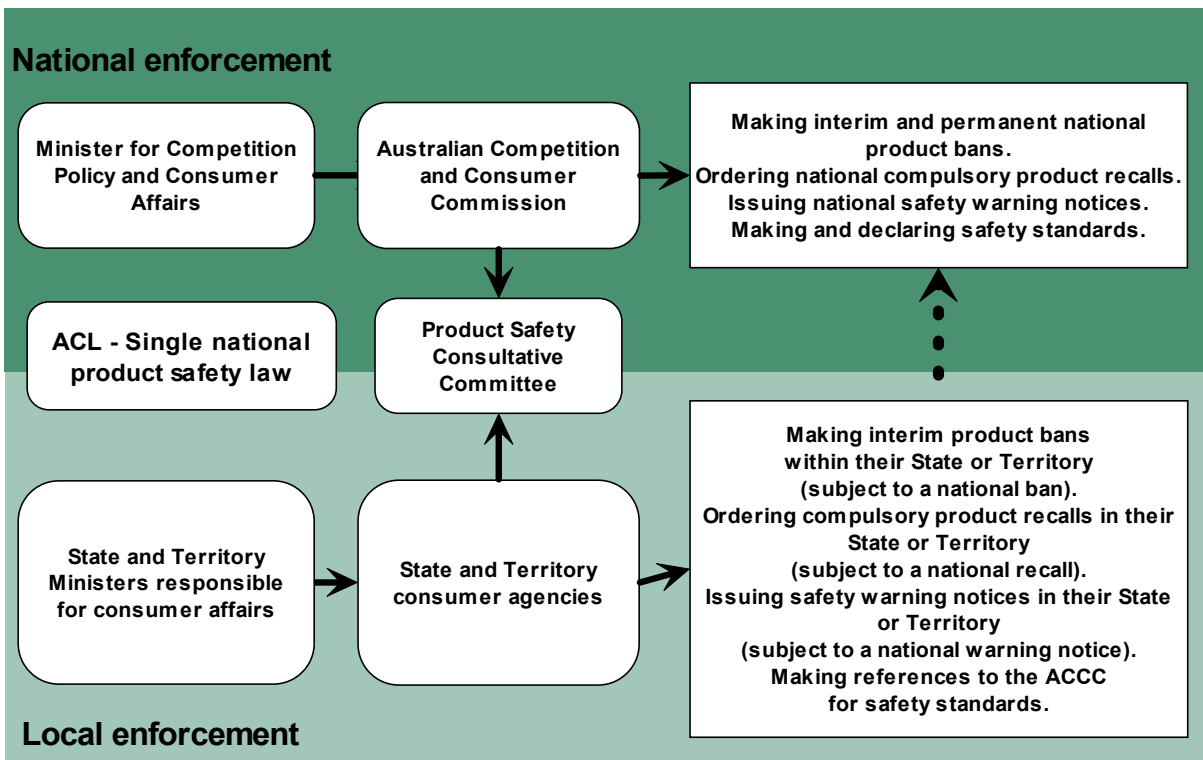 National enforcement
Minister for Competition
Policy and Consumer
Affairs
Australian Competition
and Consumer
Commission
Making interim and permanent national
product bans.
Ordering national compulsory product recalls.
Issuing national safety warning notices.
Making and declaring safety standards.
ACL - Single national
product safety law
Product Safety
Consultative
Committee
State and Territory
Ministers responsible
for consumer affairs
State and Territory
consumer agencies
Making interim product bans
within their State or Territory
(subject to a national ban).
Ordering compulsory product recalls in their
State or Territory
(subject to a national recall).
Issuing safety warning notices in their State
or Territory
(subject to a national warning notice).
Making references to the ACCC
for safety standards.
Local enforcement